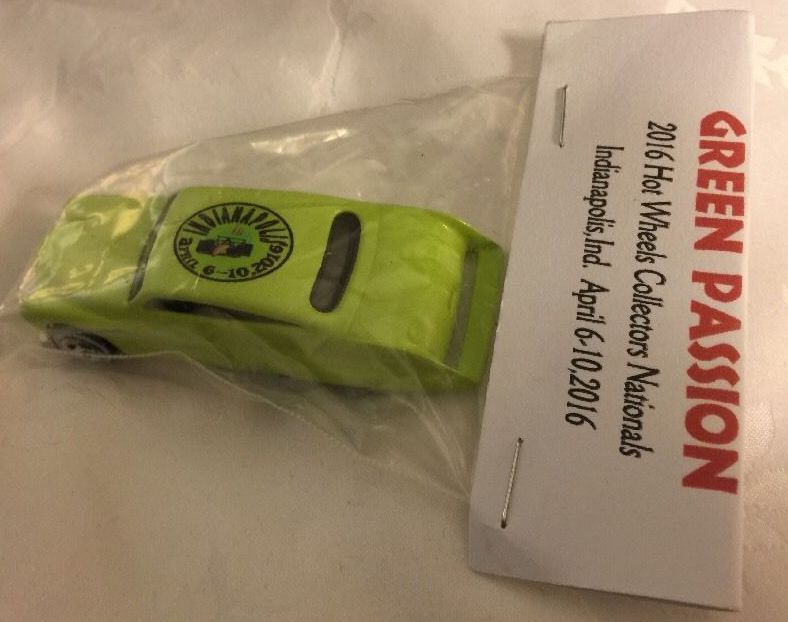 GREEN PASSION
2016 Hot Wheels Collectors Nationals
Indianapolis,Ind. April 6-10,2016
INDIANAPOLIS
APRIL 6-10,2016